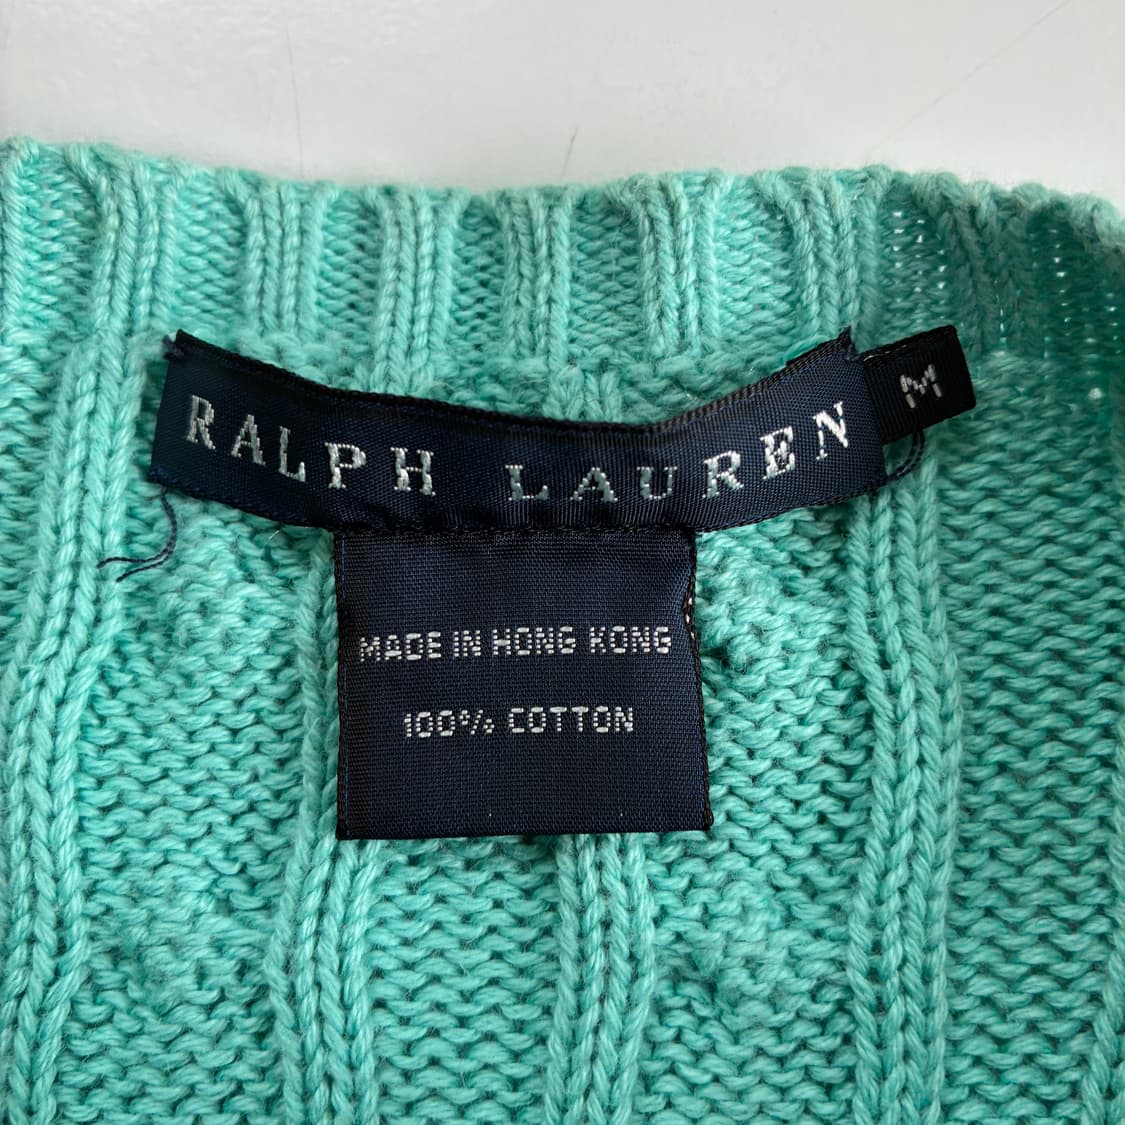 RALPH LAUREN
M
MADE IN HONG KONG
100% COTTON